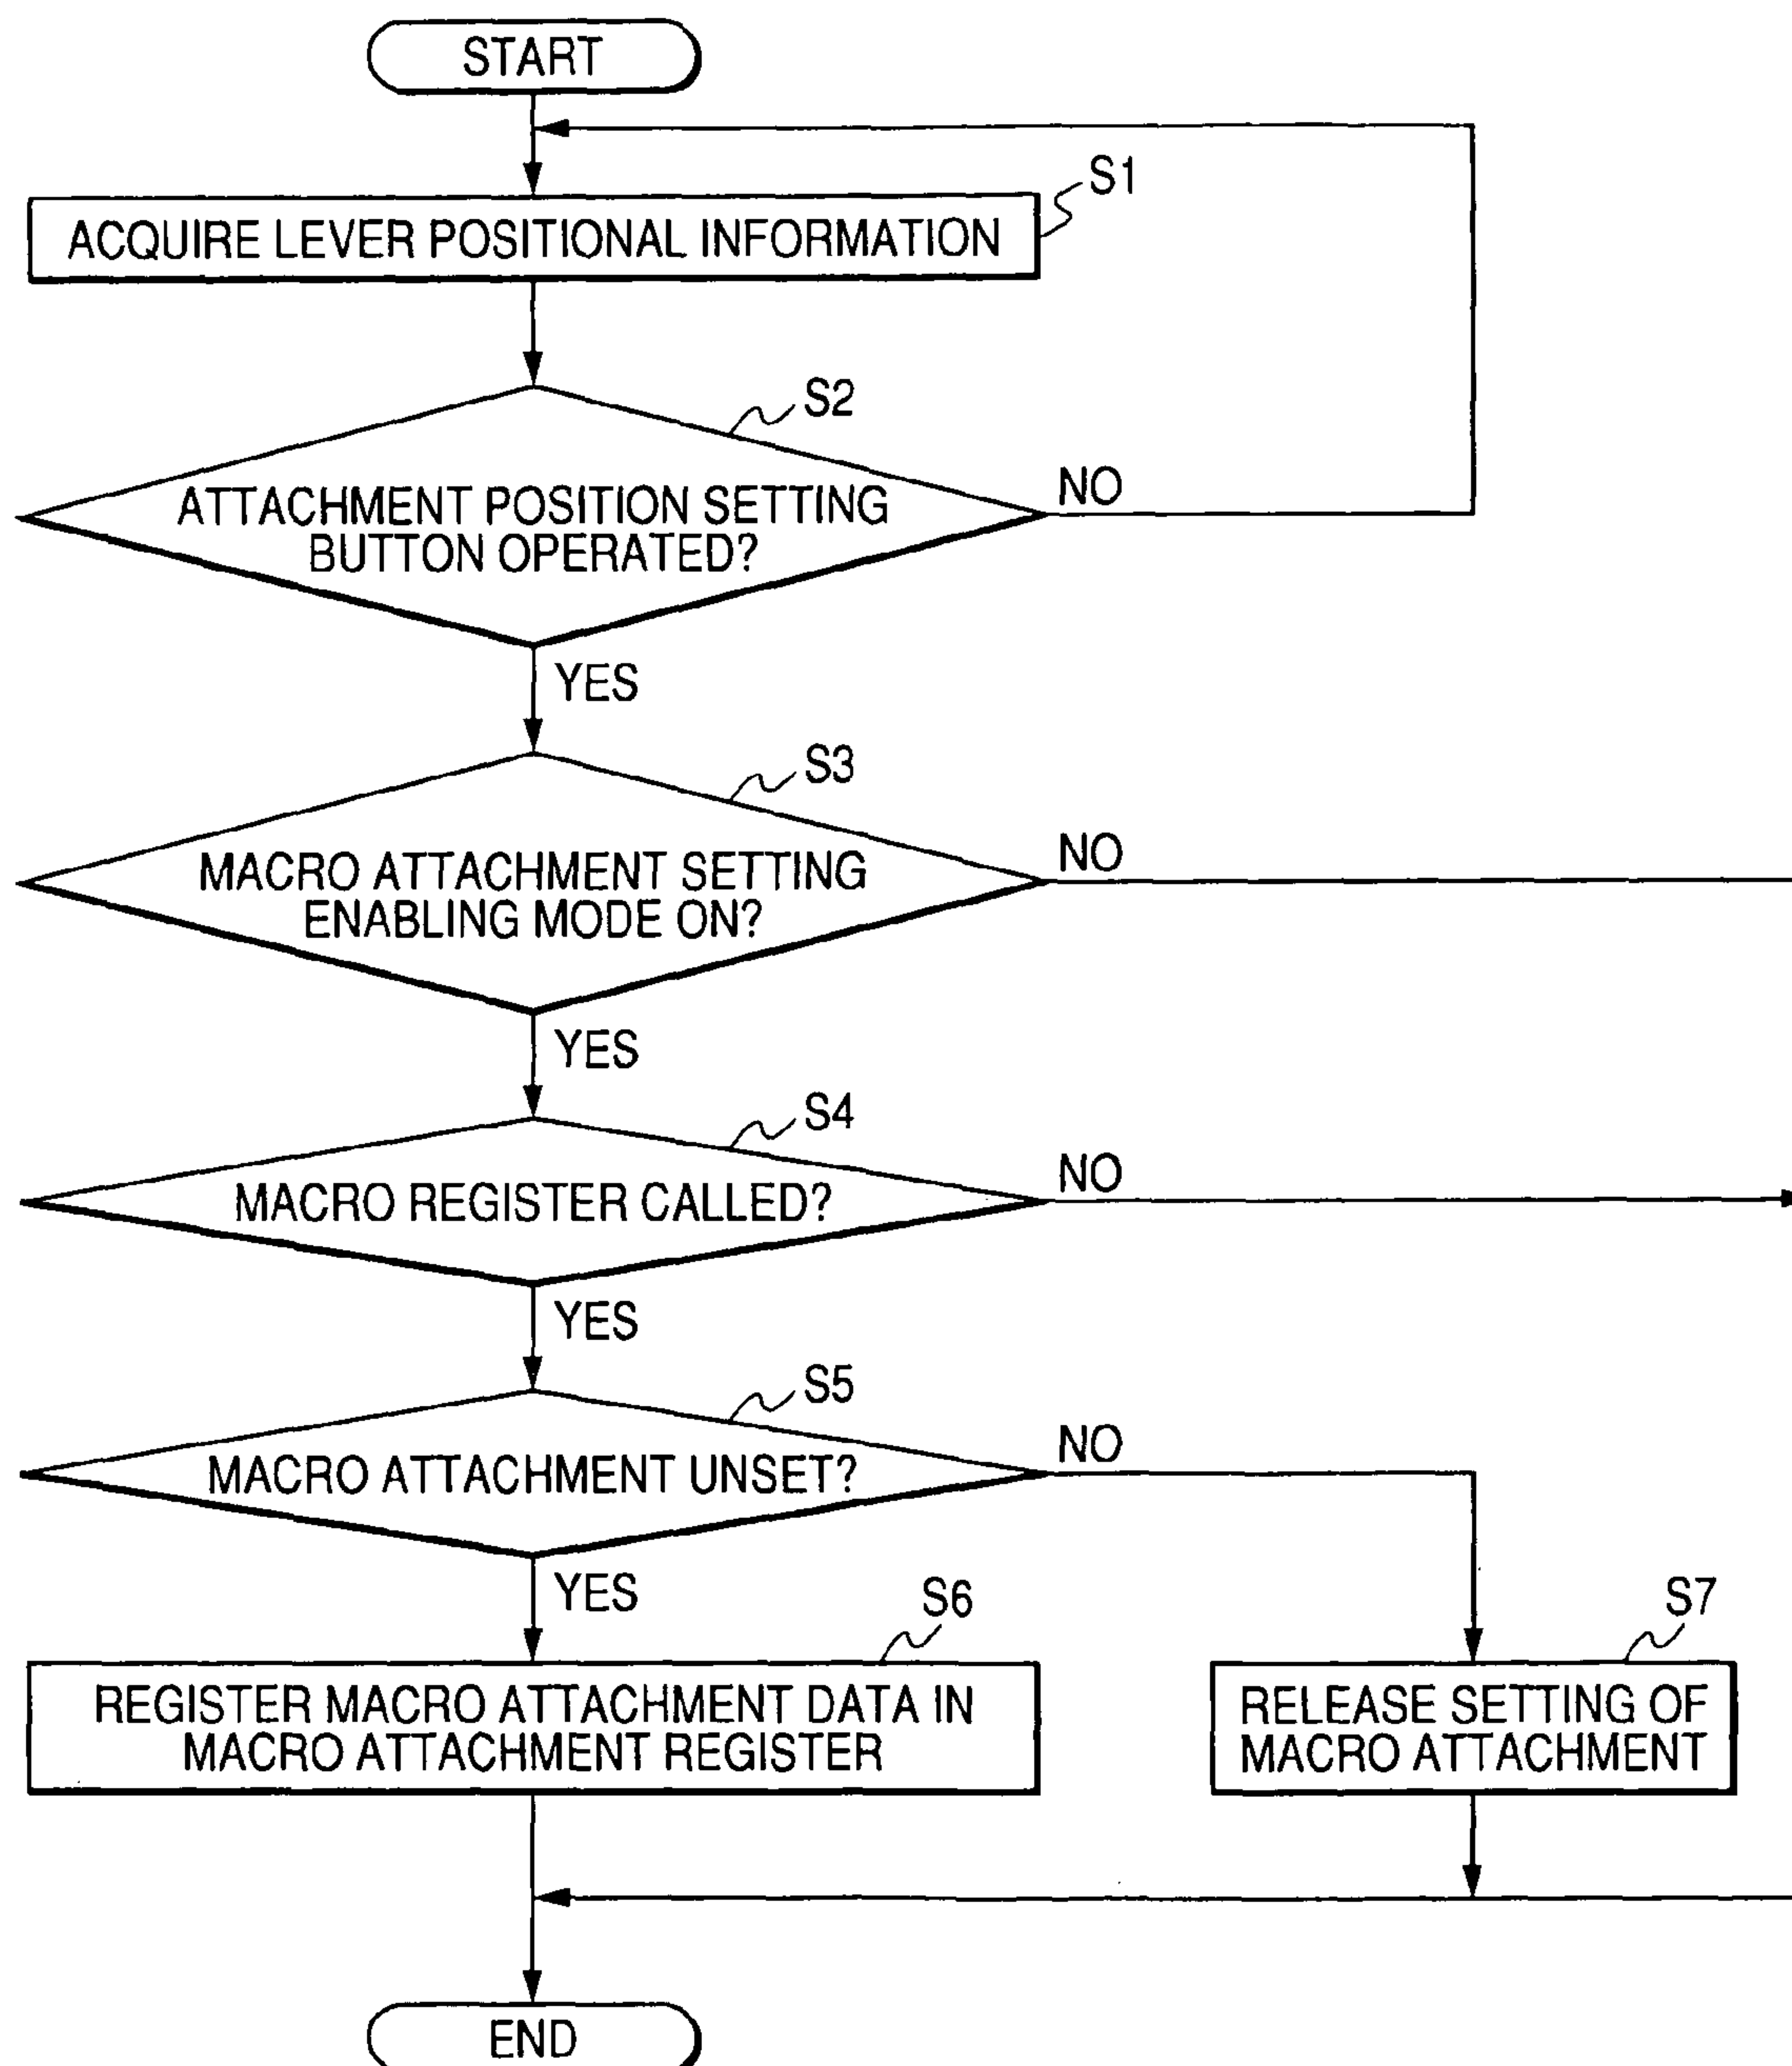 START
S1
ACQUIRE LEVER POSITIONAL INFORMATION
S2
ATTACHMENT POSITION SETTING
BUTTON OPERATED?
NO
YES
S3
MACRO ATTACHMENT SETTING
ENABLING MODE ON?
NO
YES
S4
MACRO REGISTER CALLED?
NO
YES
S5
MACRO ATTACHMENT UNSET?
NO
YES
S6
REGISTER MACRO ATTACHMENT DATA IN
MACRO ATTACHMENT REGISTER
S7
RELEASE SETTING OF
MACRO ATTACHMENT
END